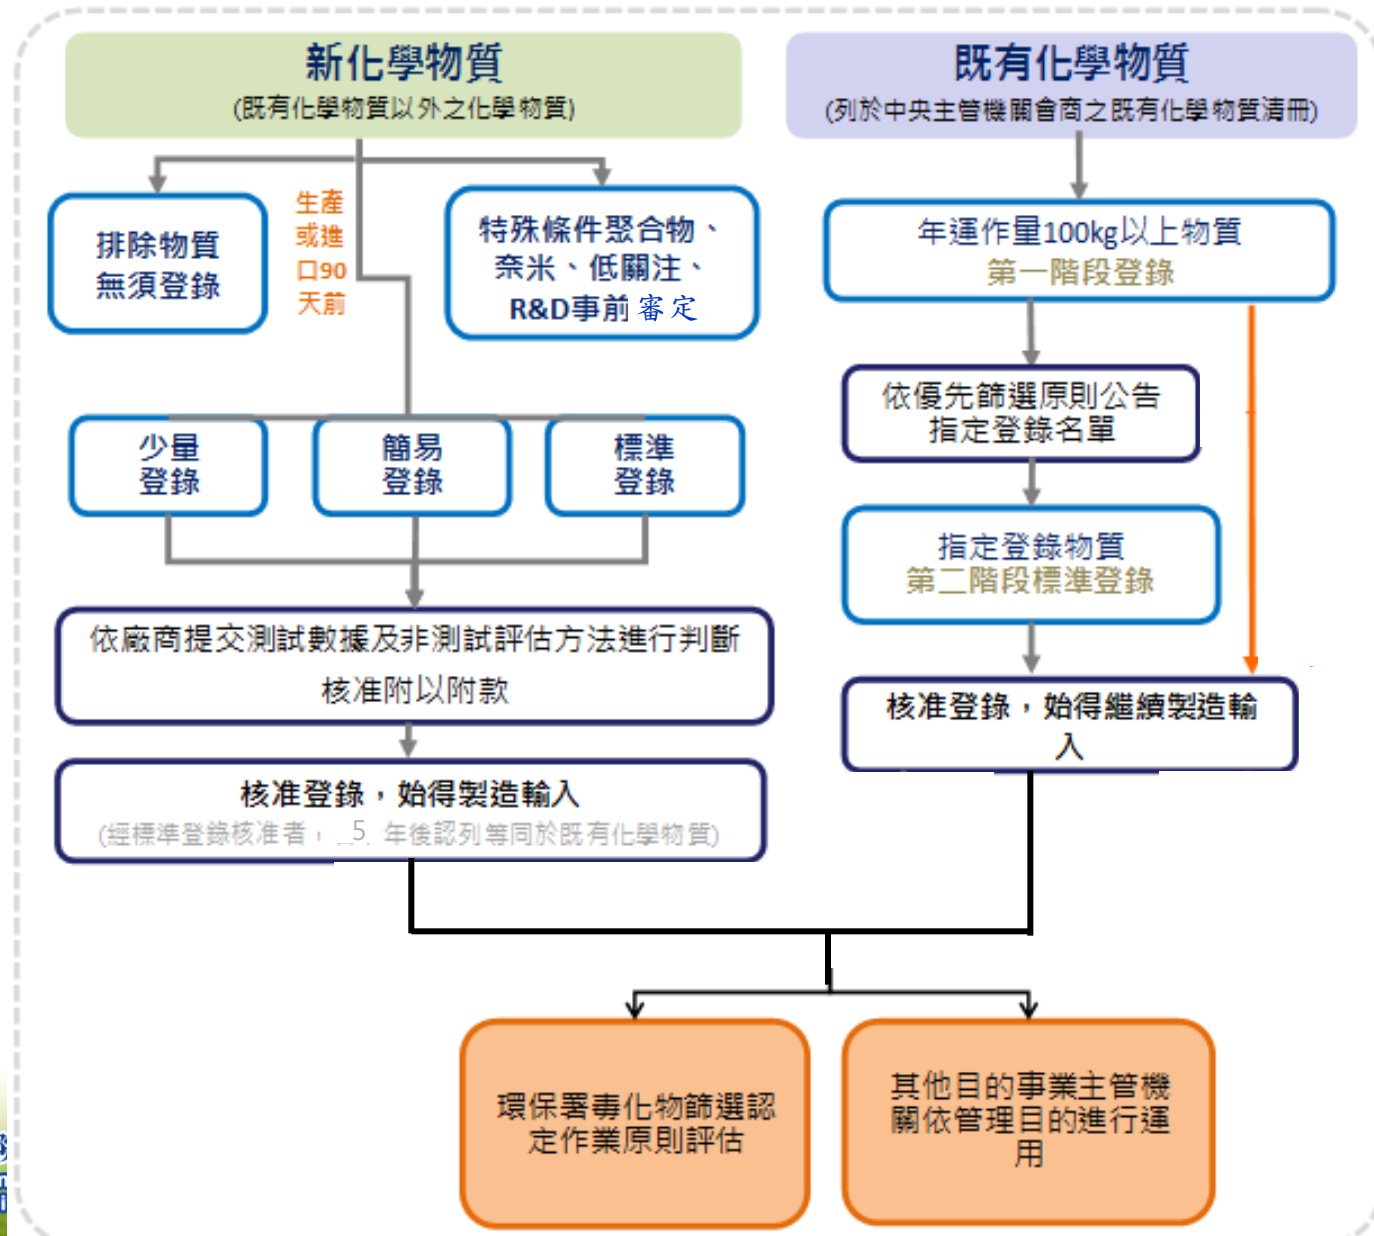 新化學物質
(既有化學物質以外之化學物質)
既有化學物質
(列於中央主管機關會商之既有化學物質清冊)
排除物質
無須登錄
生產
或進
口90
天前
特殊條件聚合物、
奈米、低關注、
R&D事前審定
年運作量100kg以上物質
第一階段登錄
依優先篩選原則公告
指定登錄名單
少量
登錄
簡易
登錄
標準
登錄
指定登錄物質
第二階段標準登錄
依廠商提交測試數據及非測試評估方法進行判斷
核准附以附款
核准登錄，始得繼續製造輸
入
核准登錄，始得製造輸入
(經標準登錄核准者，5年後認列等同於既有化學物質)
環保署毒化物篩選認
定作業原則評估
其他目的事業主管機
關依管理目的進行運
用